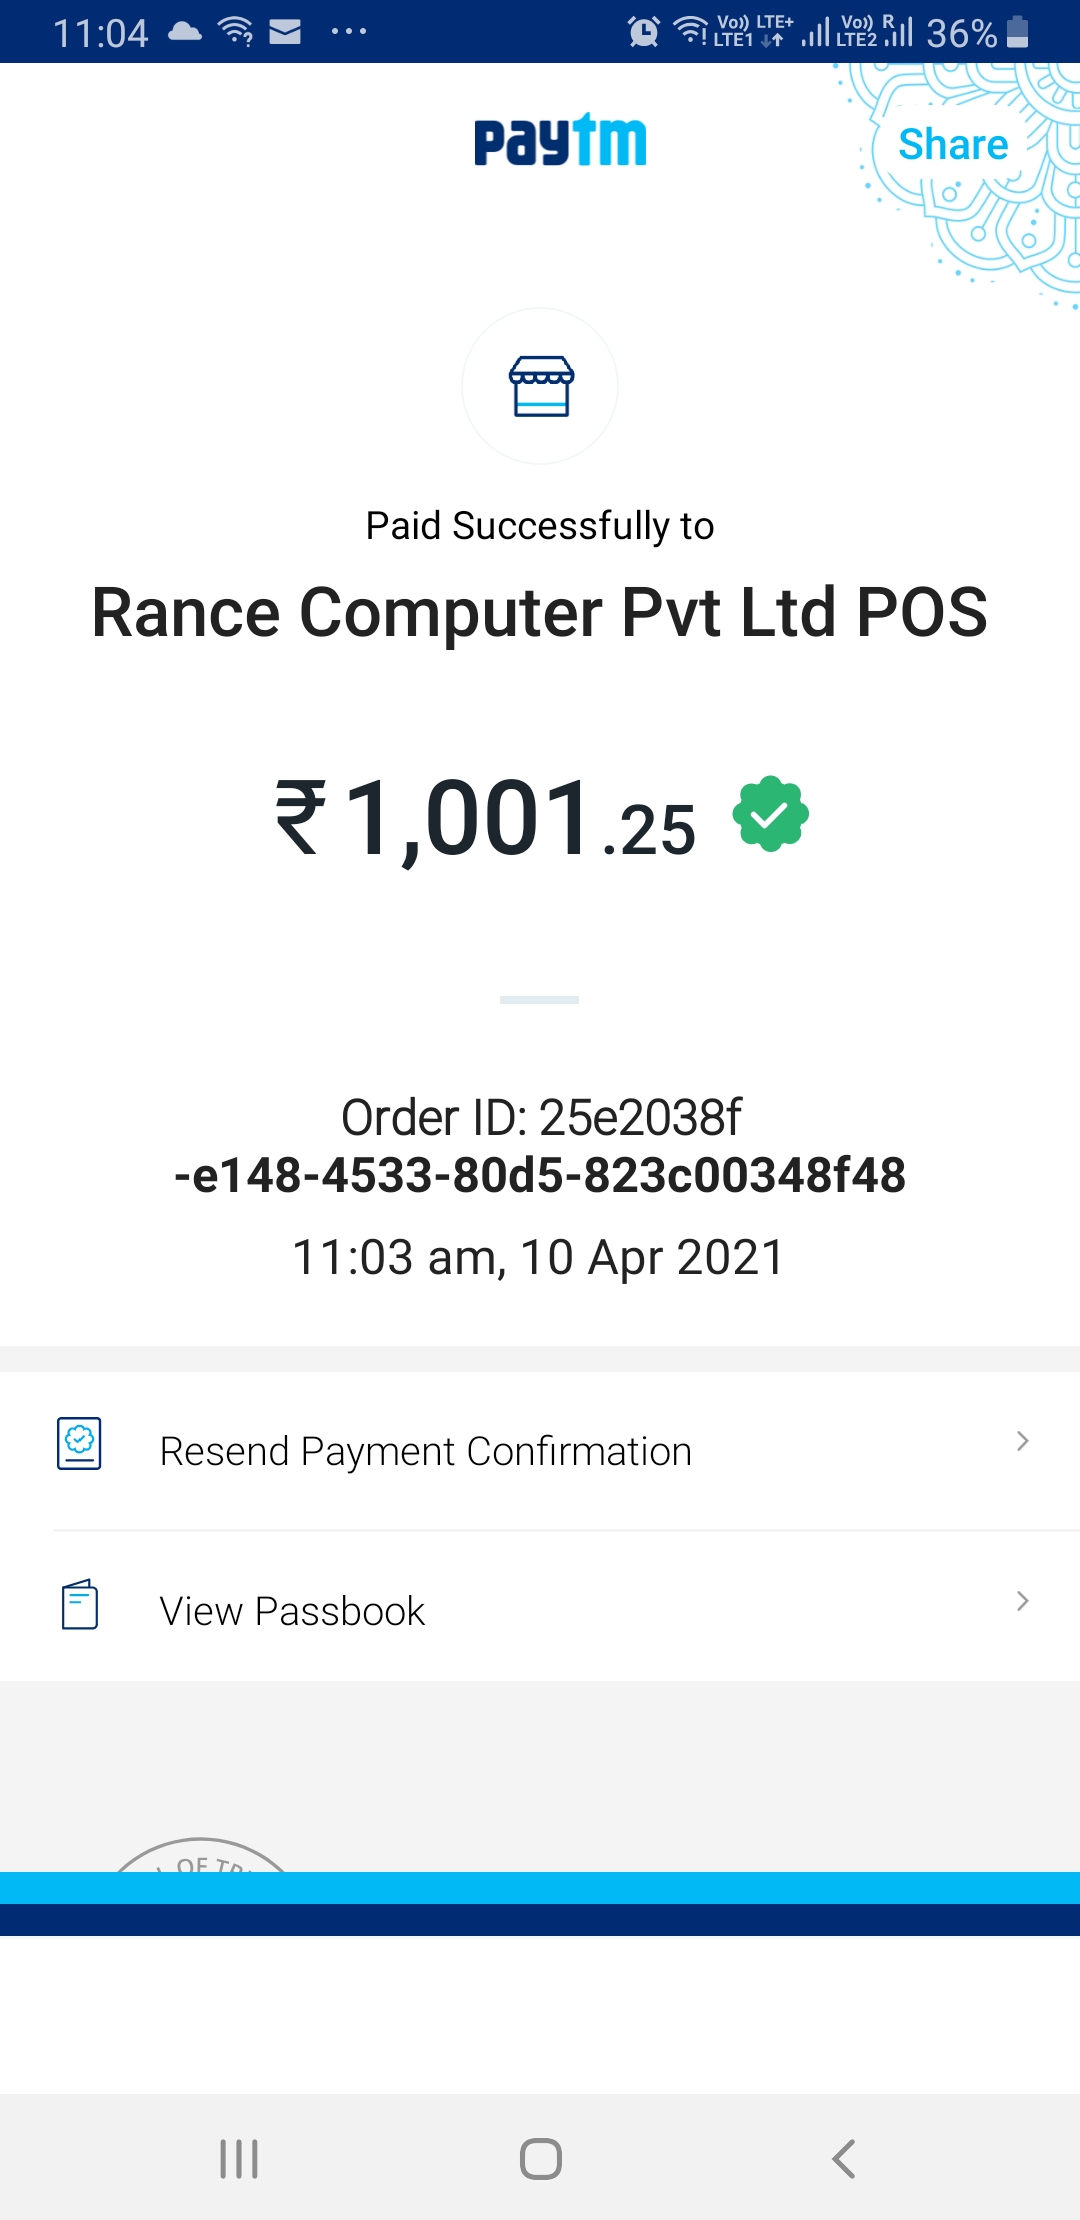 11:04
Vo)) LTE+
LTE1
Vo)) R
LTE2
36%
paytm
Share
Paid Successfully to
Rance Computer Pvt Ltd POS
₹1,001.25
Order ID: 25e2038f
-e148-4533-80d5-823c00348f48
11:03 am, 10 Apr 2021
Resend Payment Confirmation
View Passbook
OF